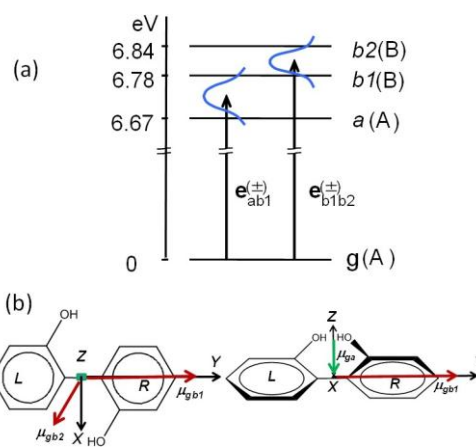 eV
(a)
6.84
b2(B)
6.78
b1(B)
6.67
a(A)
e(±)ab1
e(±)b1b2
0
g(A)
(b)
OH
Z
Y
L
R
μgb1
μgb2
X
HO
Z
HO
OH
μga
L
X
R
μgb1